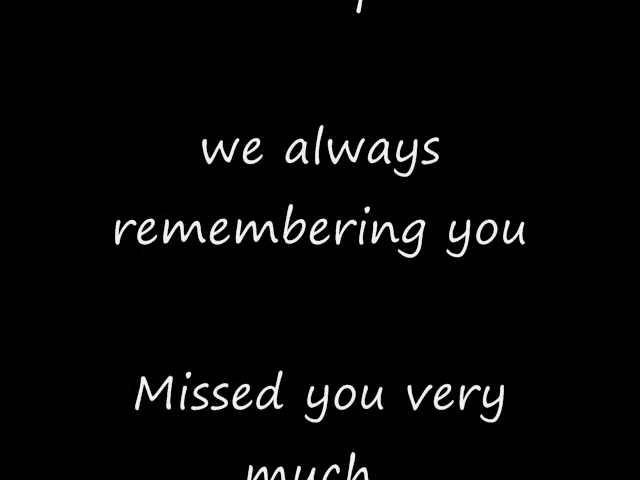 we always
remembering you
Missed you very
much